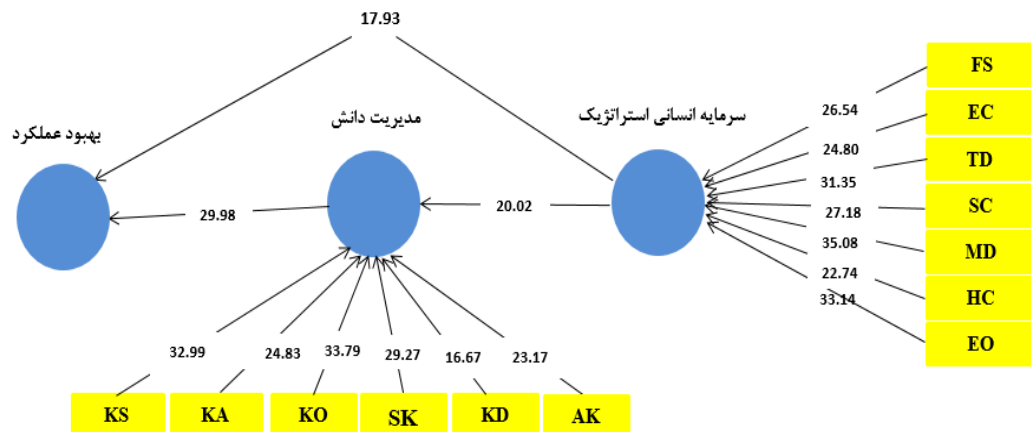 17.93
سرمایه انسانی استراتژیک
مدیریت دانش
بهبود عملکرد
20.02
29.98
FS
EC
TD
SC
MD
HC
EO
26.54
24.80
31.35
27.18
35.08
22.74
33.14
32.99
24.83
33.79
29.27
16.67
23.17
KS
KA
KO
SK
KD
AK